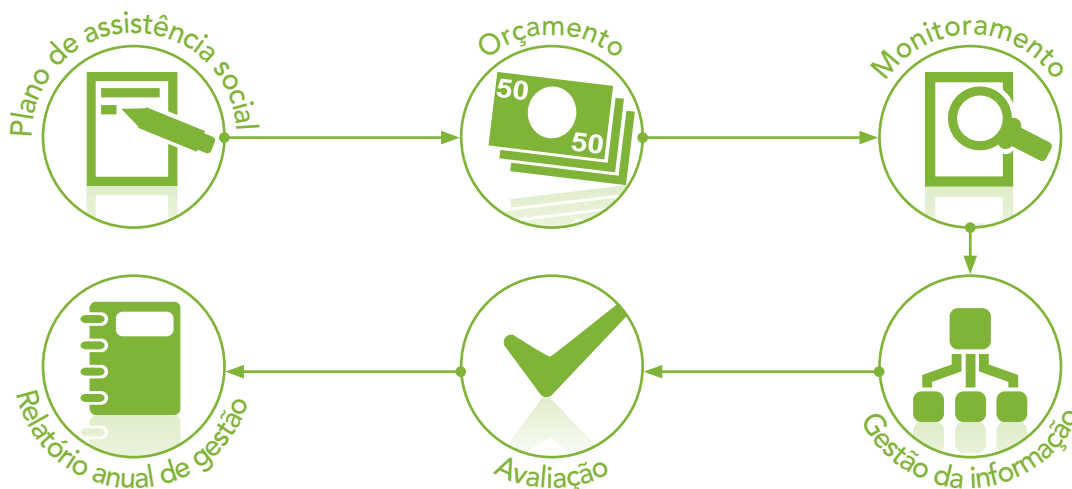 Plano de assistência social
Orçamento
50
50
Monitoramento
Gestão da informação
Avaliação
Relatório anual de gestão